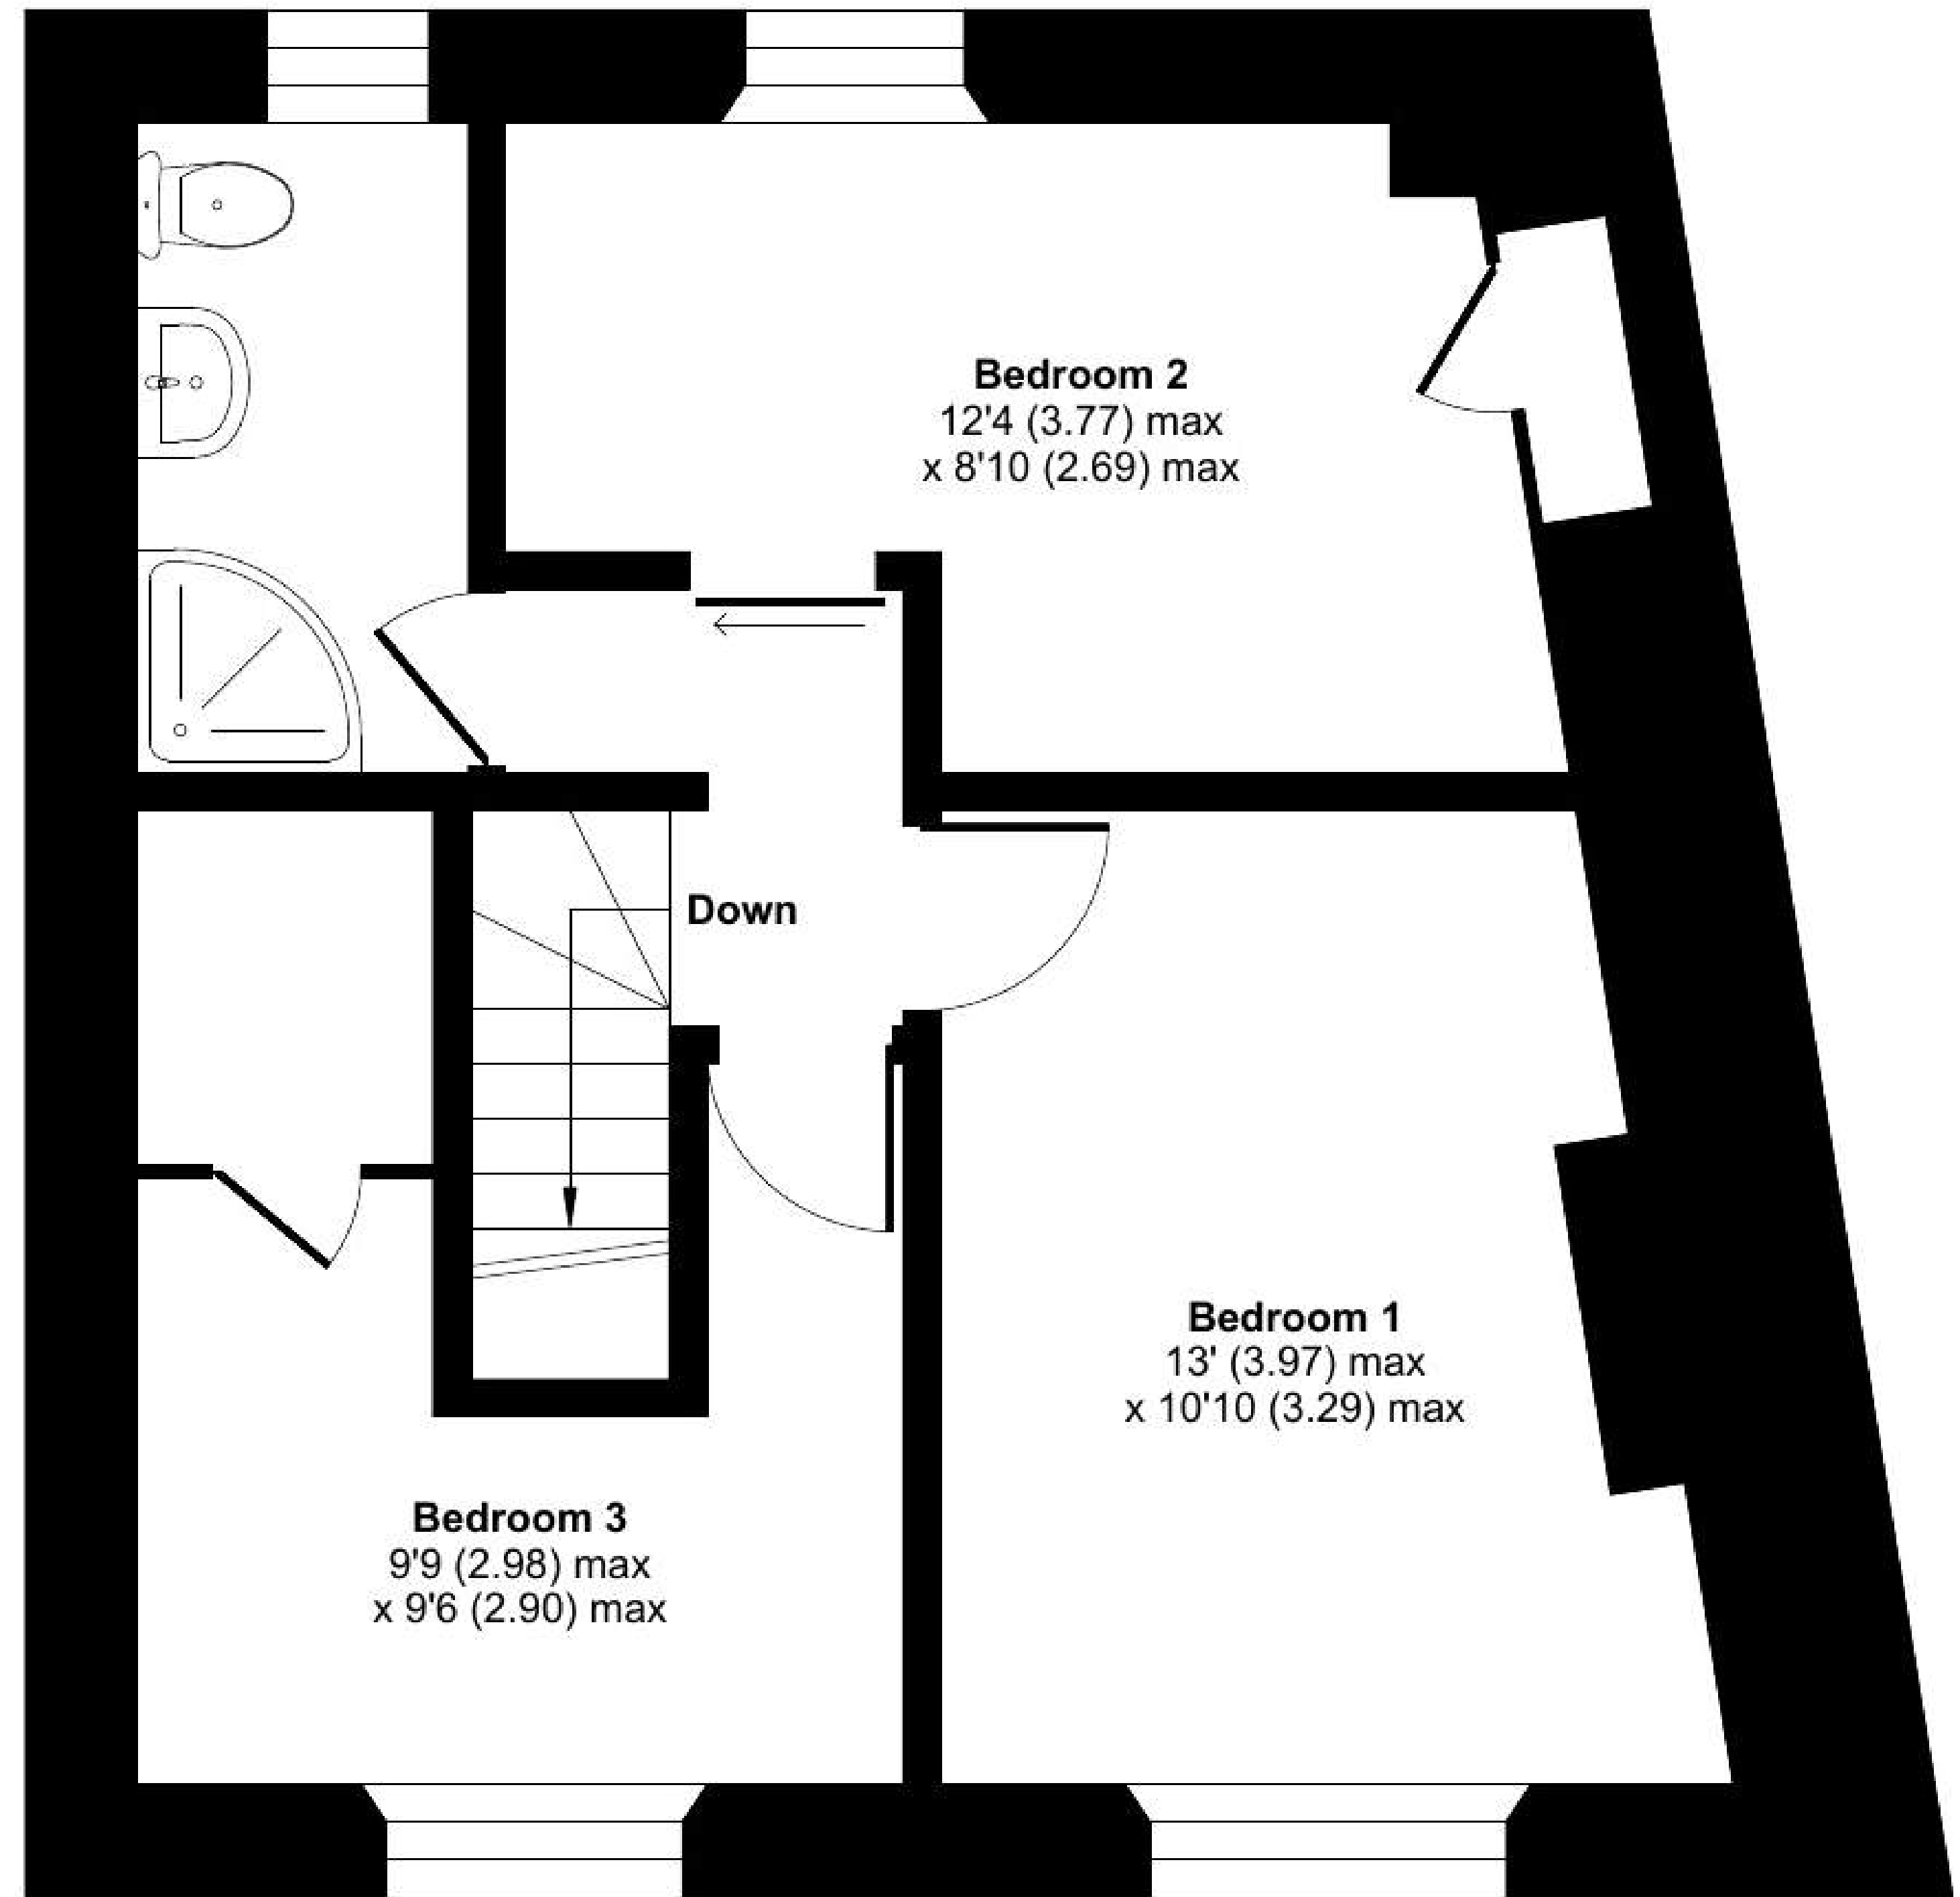 Bedroom 2
12'4 (3.77) max
x 8'10 (2.69) max
Down
Bedroom 1
13' (3.97) max
x 10'10 (3.29) max
Bedroom 3
9'9 (2.98) max
x 9'6 (2.90) max